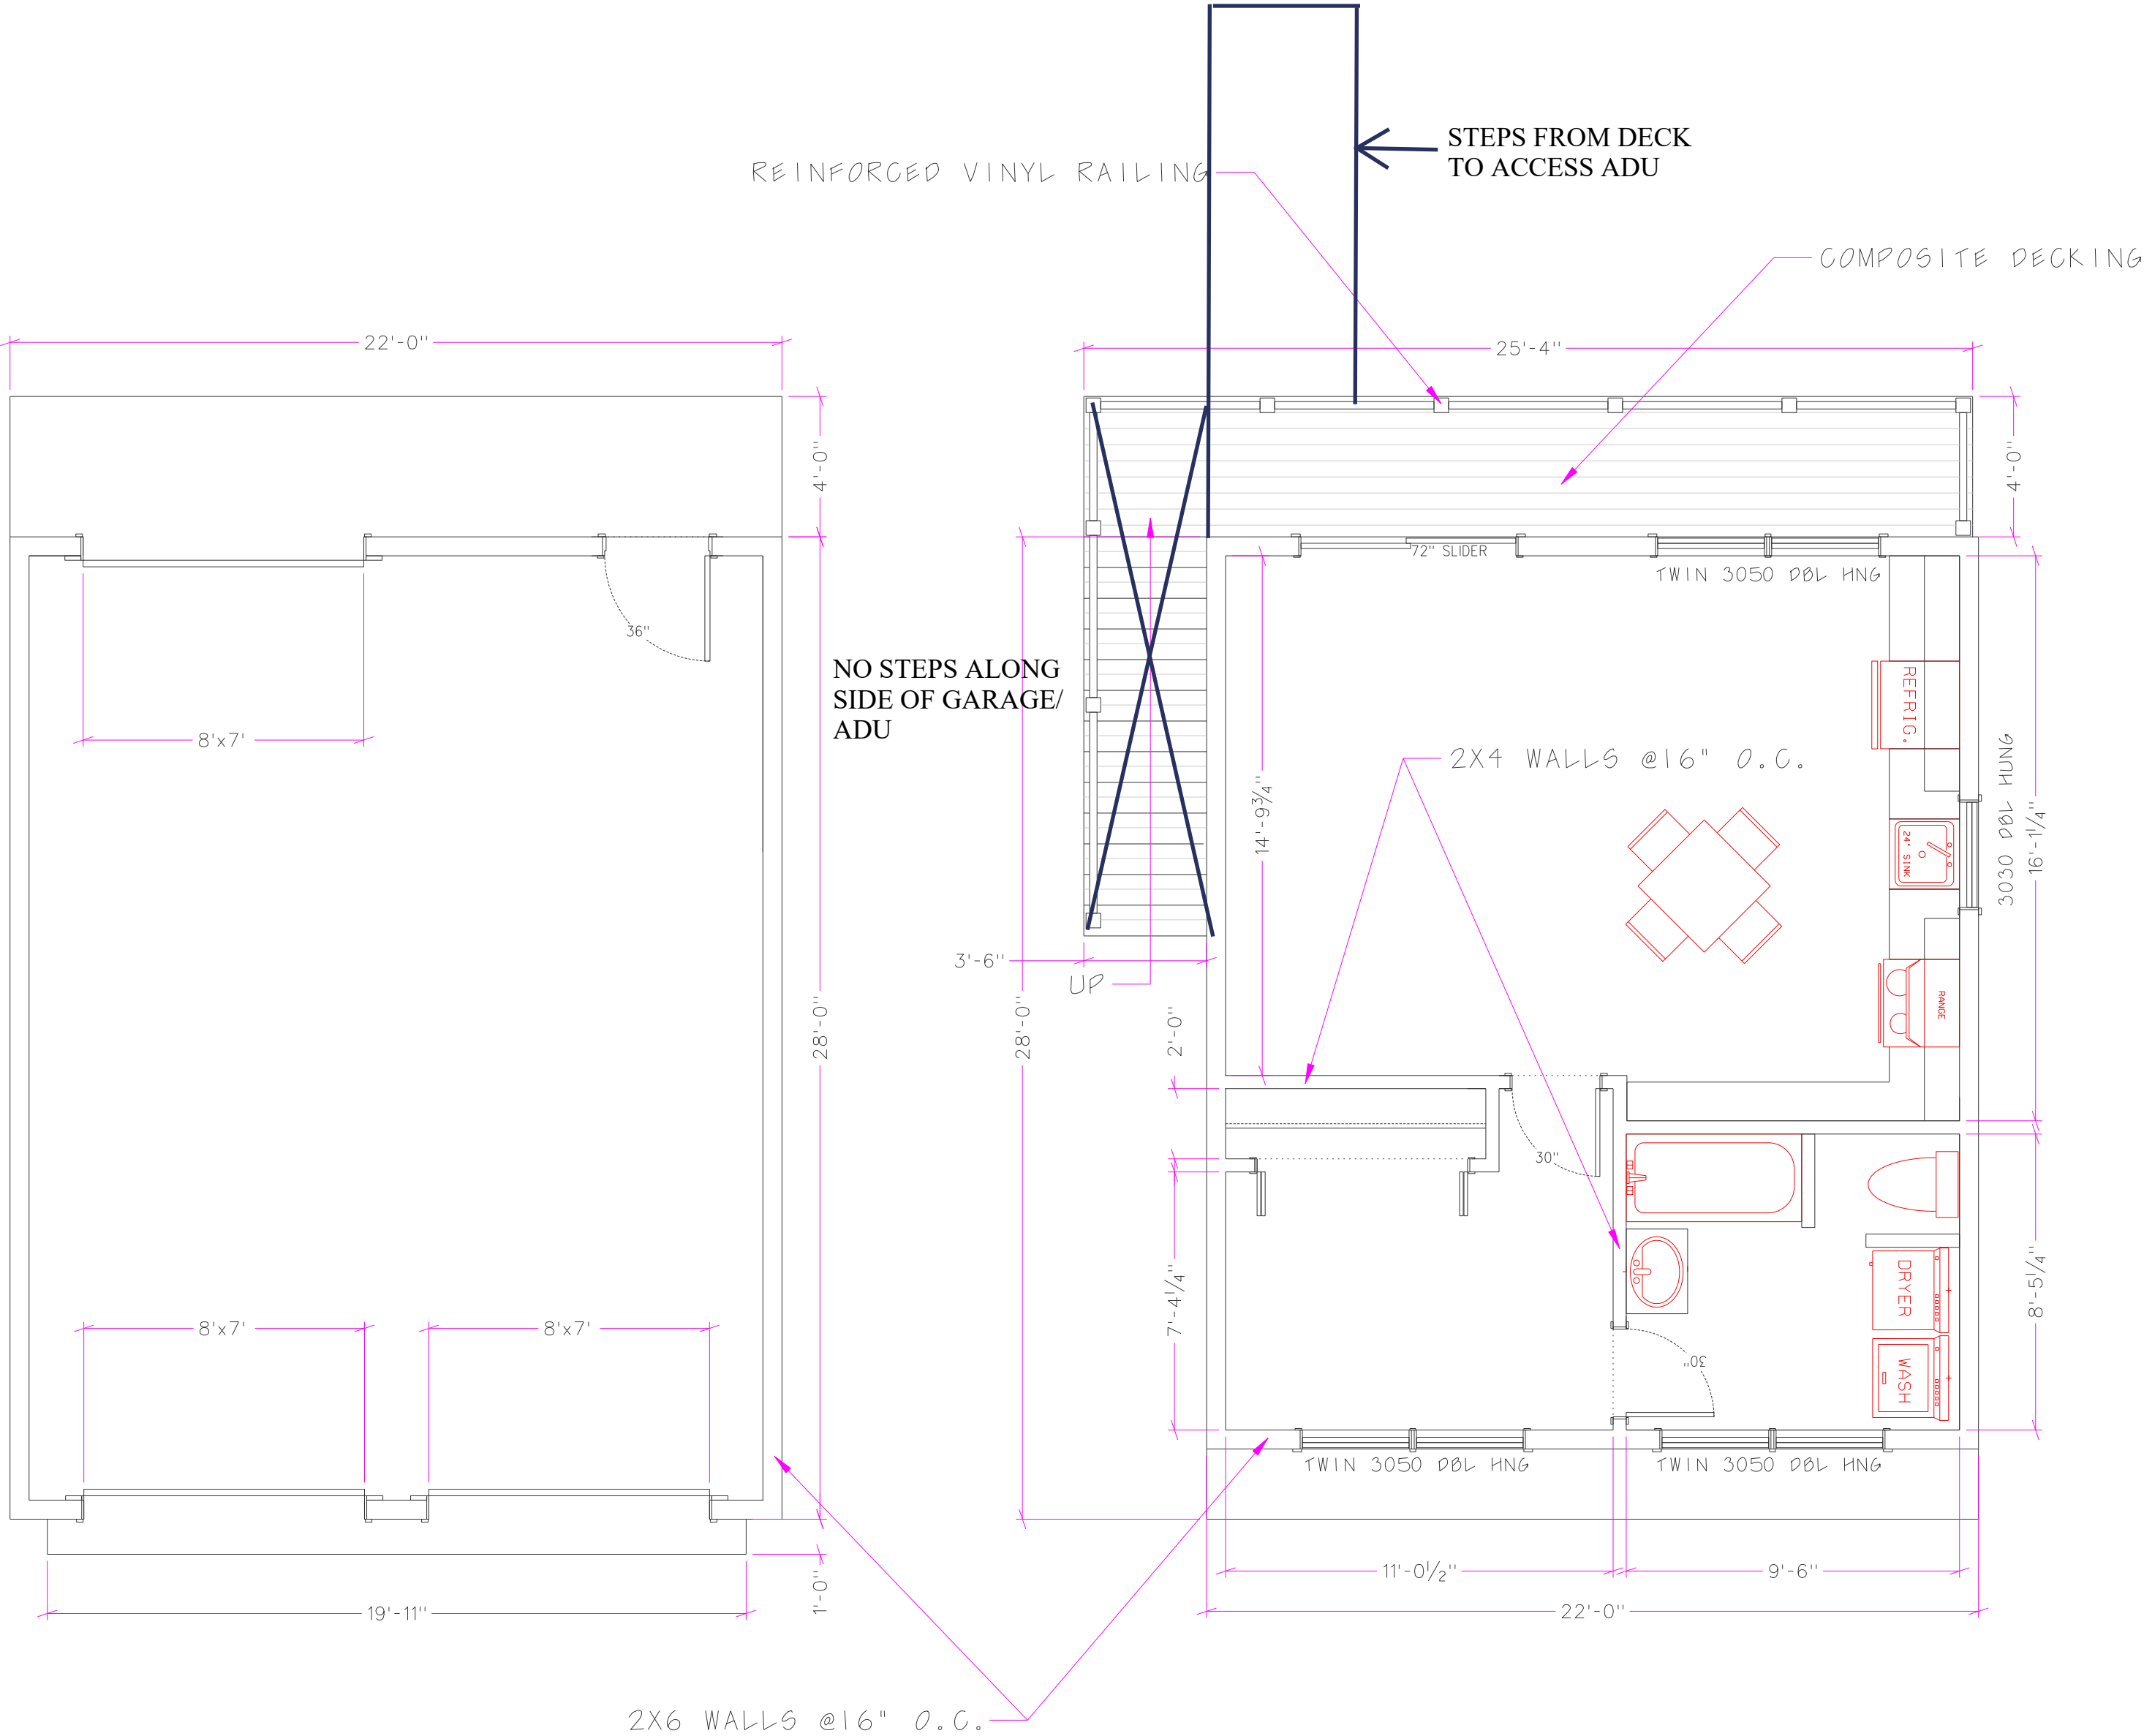 STEPS FROM DECK
TO ACCESS ADU
REINFORCED VINYL RAILING
COMPOSITE DECKING
22'-0"
25'-4"
4'-0"
4'-0"
72" SLIDER
TWIN 3050 DBL HNG
36"
NO STEPS ALONG
SIDE OF GARAGE/
ADU
REFRIG.
8'x7'
2X4 WALLS @16" O.C.
3030 DBL HUNG
14'-9¾"
24" SINK
16'-1¼"
3'-6"
UP
RANGE
28'-0"
28'-0"
2'-0"
30"
7'-4¼"
DRYER
8'-5¼"
8'x7'
8'x7'
30"
WASH
TWIN 3050 DBL HNG
TWIN 3050 DBL HNG
11'-0½"
9'-6"
1'-0"
19'-11"
22'-0"
2X6 WALLS @16" O.C.